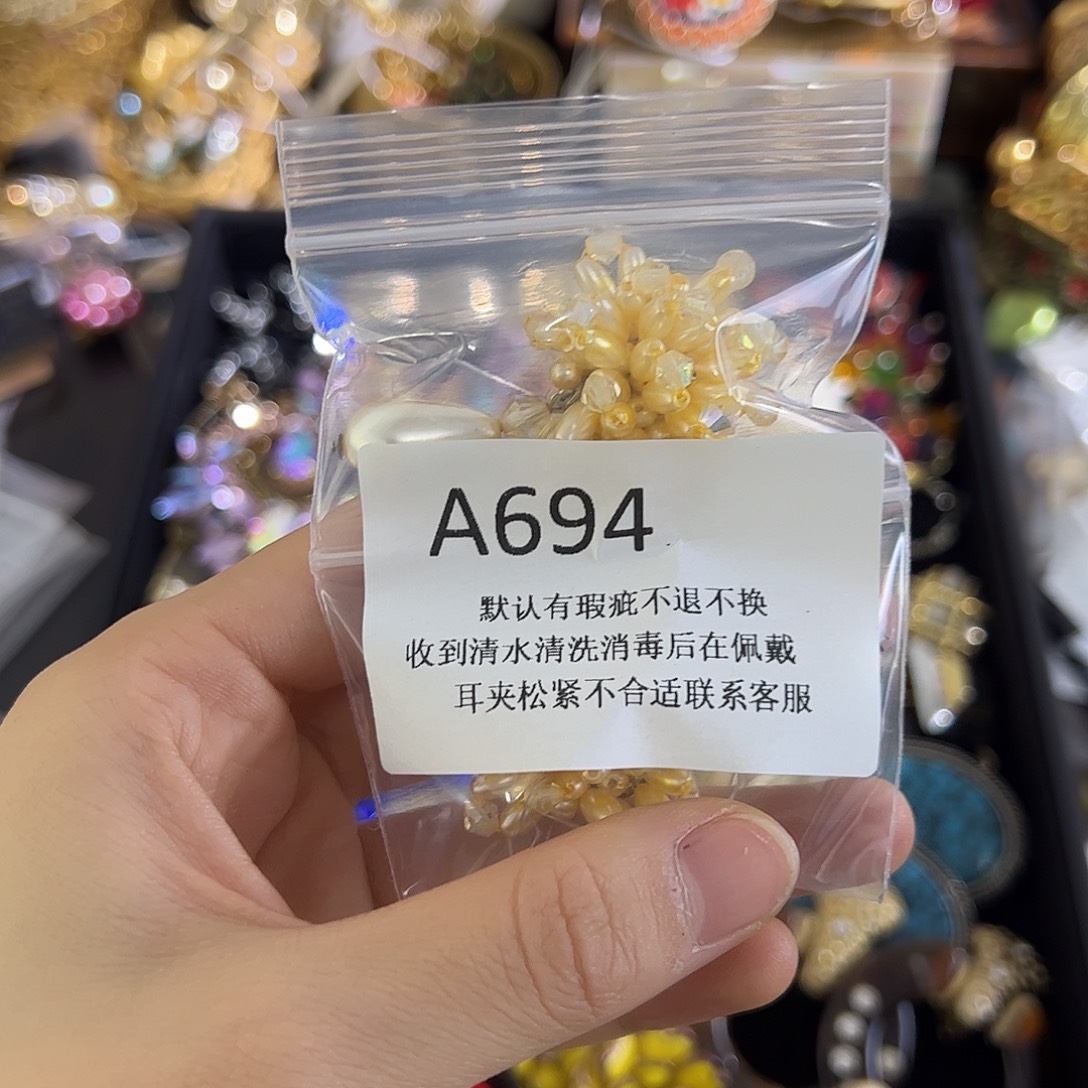 A694
默认有瑕疵不退不换
收到清水清洗消毒后在佩戴
耳夹松紧不合适联系客服